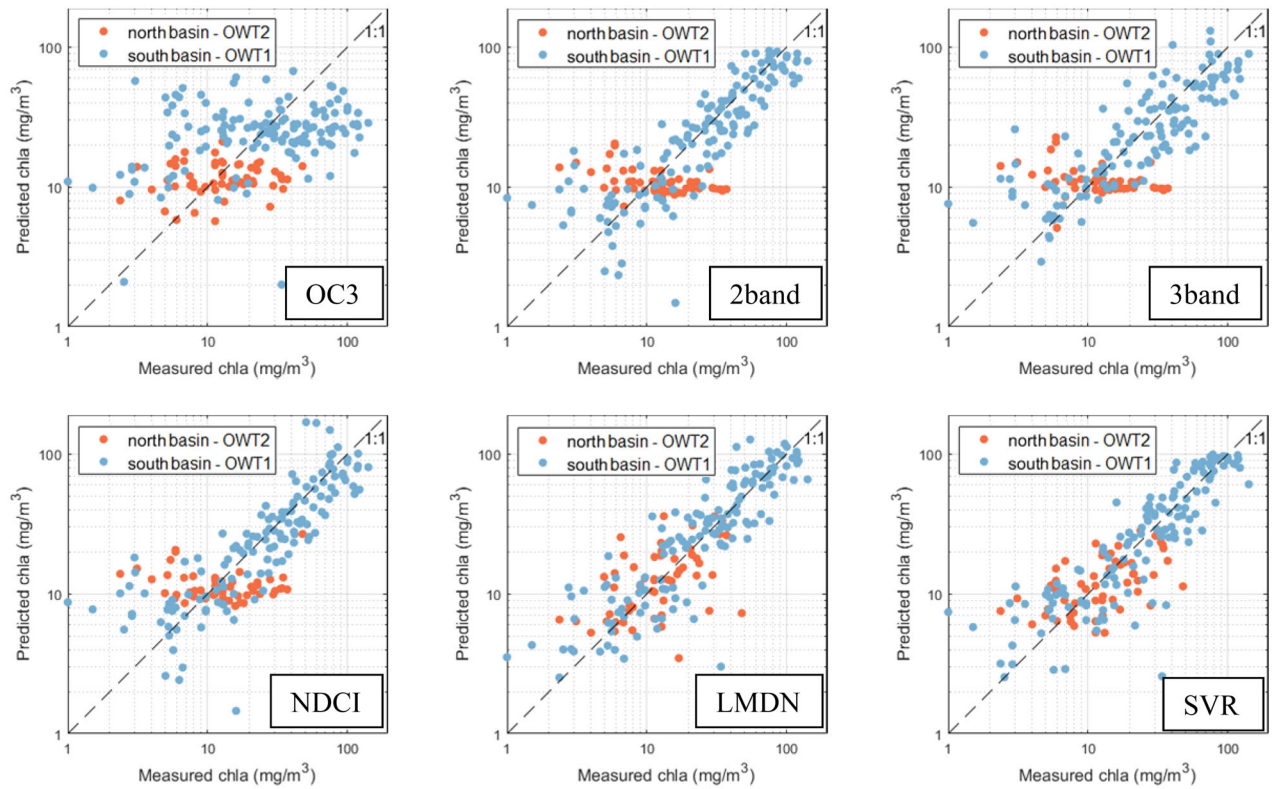 north basin - OWT2
south basin - OWT1
1:1
100
10
1
Predicted chla (mg/m³)
OC3
1 10 100
Measured chla (mg/m³)
north basin - OWT2
south basin - OWT1
1:1
100
10
1
Predicted chla (mg/m³)
2band
1 10 100
Measured chla (mg/m³)
north basin - OWT2
south basin - OWT1
1:1
100
10
1
Predicted chla (mg/m³)
3band
1 10 100
Measured chla (mg/m³)
north basin - OWT2
south basin - OWT1
1:1
100
10
1
Predicted chla (mg/m³)
NDCI
1 10 100
Measured chla (mg/m³)
north basin - OWT2
south basin - OWT1
1:1
100
10
1
Predicted chla (mg/m³)
LMDN
1 10 100
Measured chla (mg/m³)
north basin - OWT2
south basin - OWT1
1:1
100
10
1
Predicted chla (mg/m³)
SVR
1 10 100
Measured chla (mg/m³)